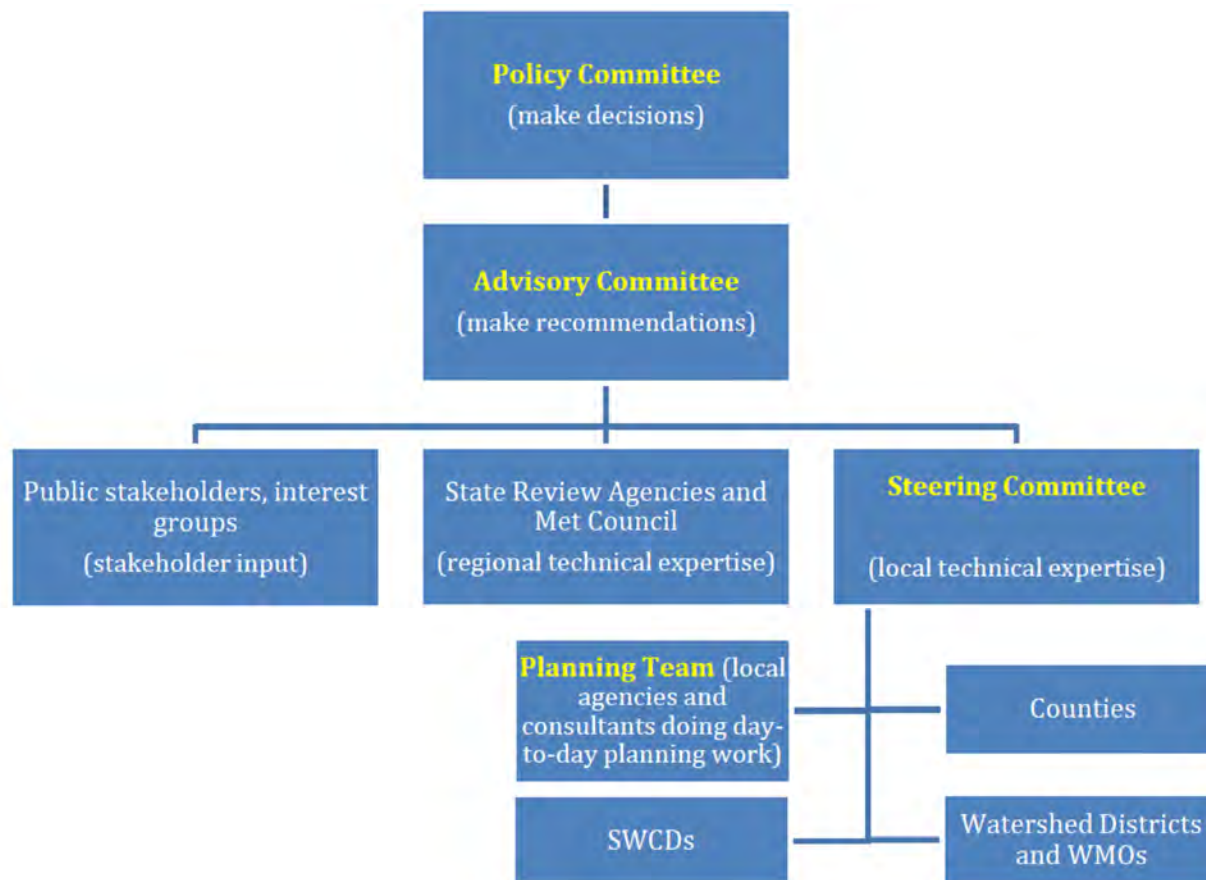 Policy Committee
(make decisions)
Advisory Committee
(make recommendations)
Public stakeholders, interest
groups
(stakeholder input)
State Review Agencies and
Met Council
(regional technical expertise)
Steering Committee
(local technical expertise)
Planning Team (local
agencies and
consultants doing day-
to-day planning work)
Counties
SWCDs
Watershed Districts
and WMOs